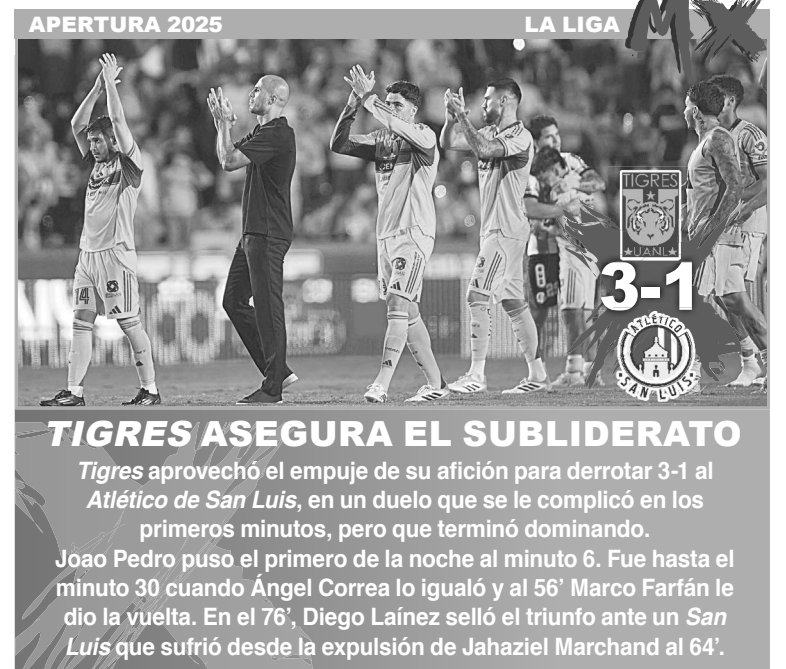 APERTURA 2025
LA LIGA MX
TIGRES
UANL
14
3-1
ATLÉTICO
SAN LUIS
TIGRES ASEGURA EL SUBLIDERATO
Tigres aprovechó el empuje de su afición para derrotar 3-1 al
Atlético de San Luis, en un duelo que se le complicó en los
primeros minutos, pero que terminó dominando.
Joao Pedro puso el primero de la noche al minuto 6. Fue hasta el
minuto 30 cuando Ángel Correa lo igualó y al 56’ Marco Farfán le
dio la vuelta. En el 76’, Diego Laínez selló el triunfo ante un San
Luis que sufrió desde la expulsión de Jahaziel Marchand al 64’.